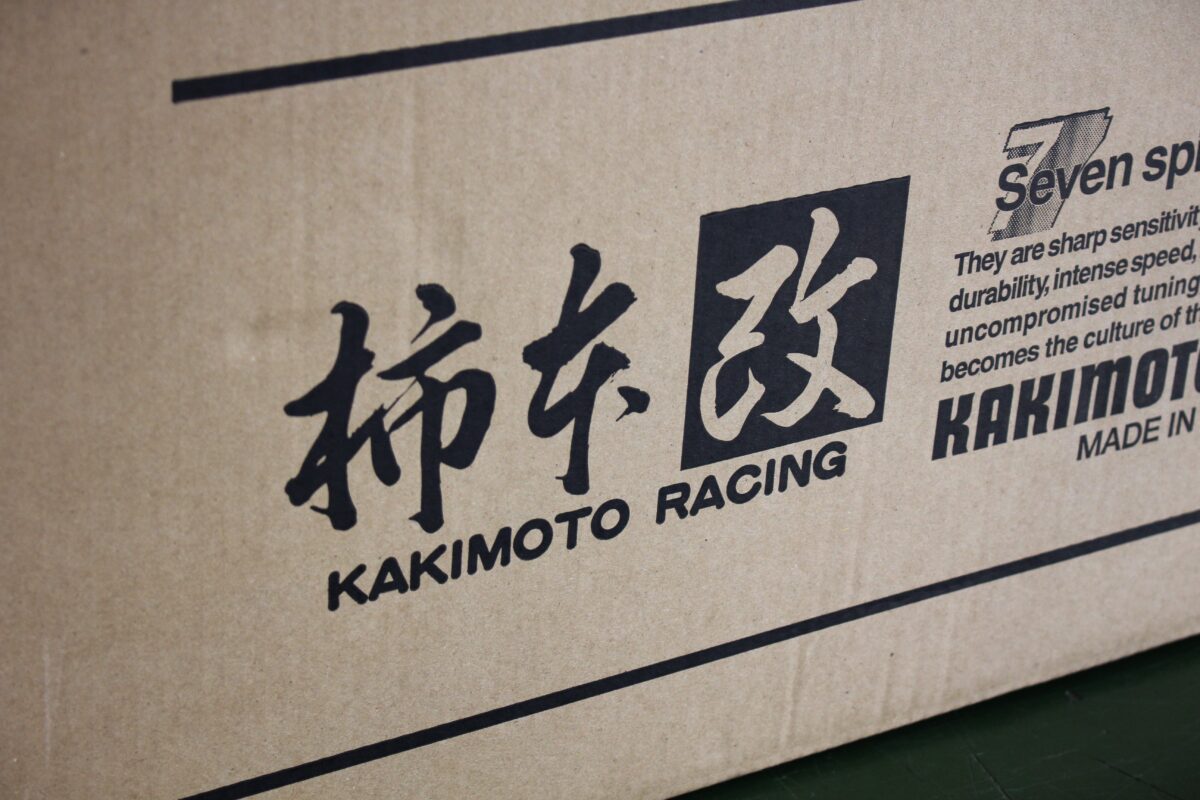 柿本改
KAKIMOTO RACING
7
Seven
They are sharp sensitivity
durability, intense speed,
uncompromised tuning
becomes the culture of
KAKIMOTO
MADE IN